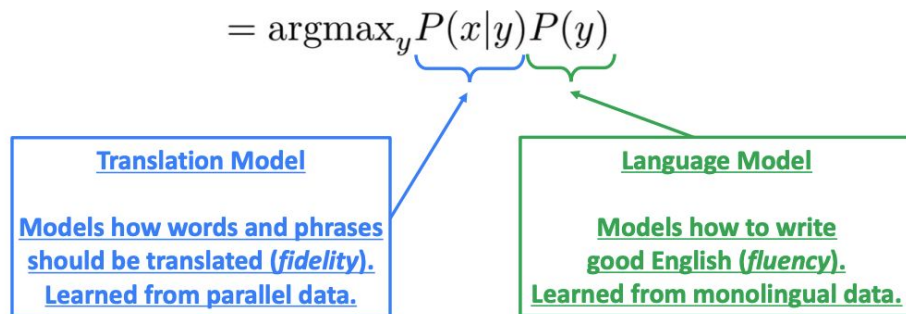 = argmax_y P(x|y)P(y)
Translation Model
Models how words and phrases
should be translated (fidelity).
Learned from parallel data.
Language Model
Models how to write
good English (fluency).
Learned from monolingual data.